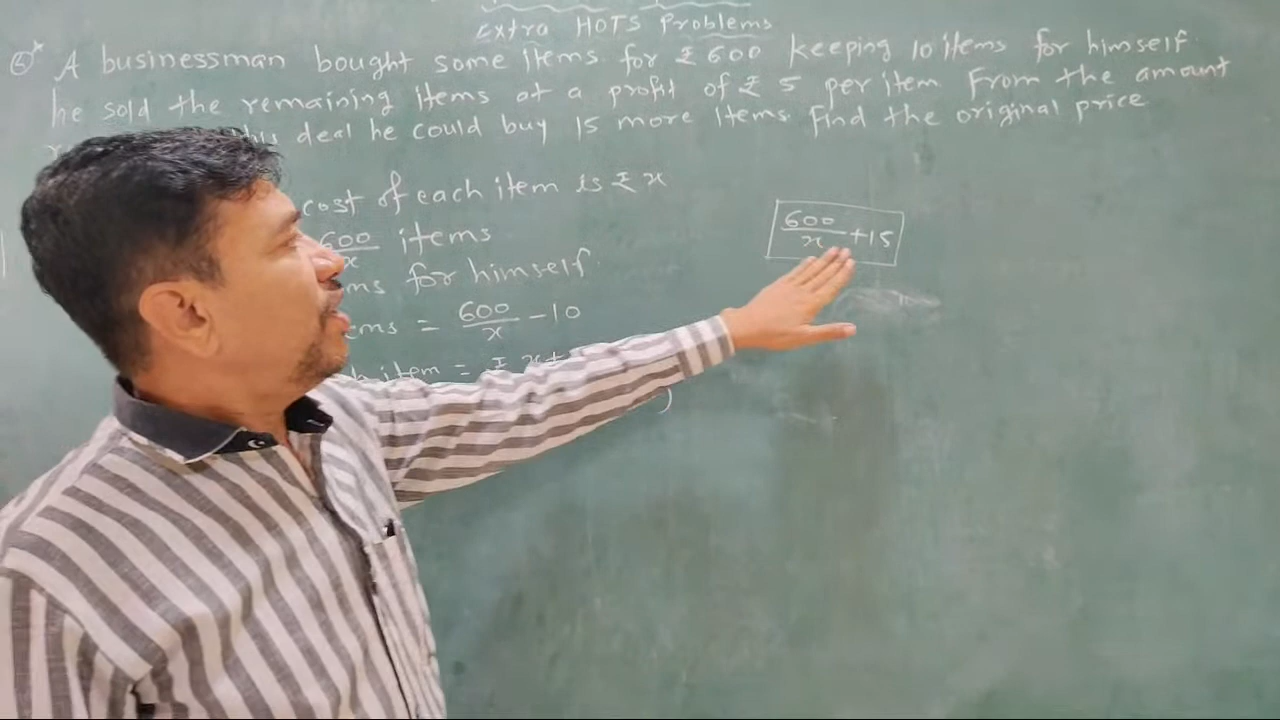 Extra HOTS Problems
5* A businessman bought some items for ₹ 600 keeping 10 items for himself
he sold the remaining items at a profit of ₹ 5 per item From the amount
deal he could buy 15 more items. Find the original price
cost of each item is ₹ x
600/x items
for himself
= 600/x - 10
item = ₹ x+
600/x + 15